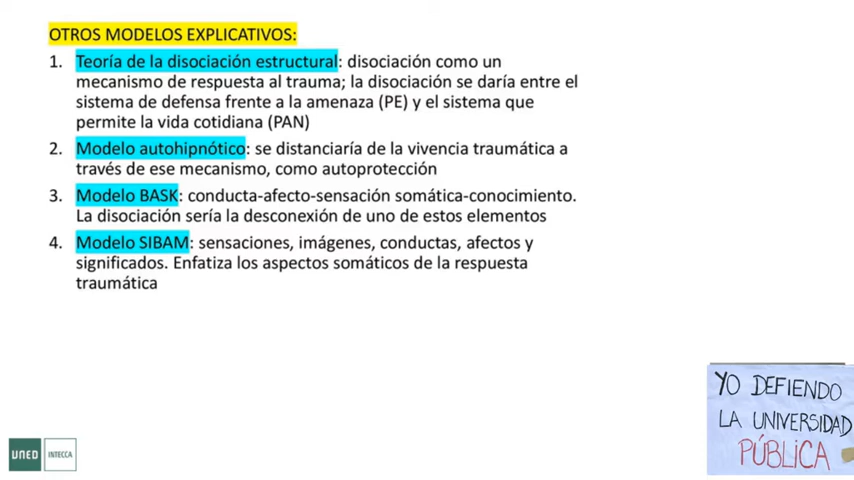 OTROS MODELOS EXPLICATIVOS:
1. Teoría de la disociación estructural: disociación como un
mecanismo de respuesta al trauma; la disociación se daría entre el
sistema de defensa frente a la amenaza (PE) y el sistema que
permite la vida cotidiana (PAN)
2. Modelo autohipnótico: se distanciaría de la vivencia traumática a
través de ese mecanismo, como autoprotección
3. Modelo BASK: conducta-afecto-sensación somática-conocimiento.
La disociación sería la desconexión de uno de estos elementos
4. Modelo SIBAM: sensaciones, imágenes, conductas, afectos y
significados. Enfatiza los aspectos somáticos de la respuesta
traumática
YO DEFIENDO
LA UNIVERSIDAD
PÚBLICA
UNED INTECCA